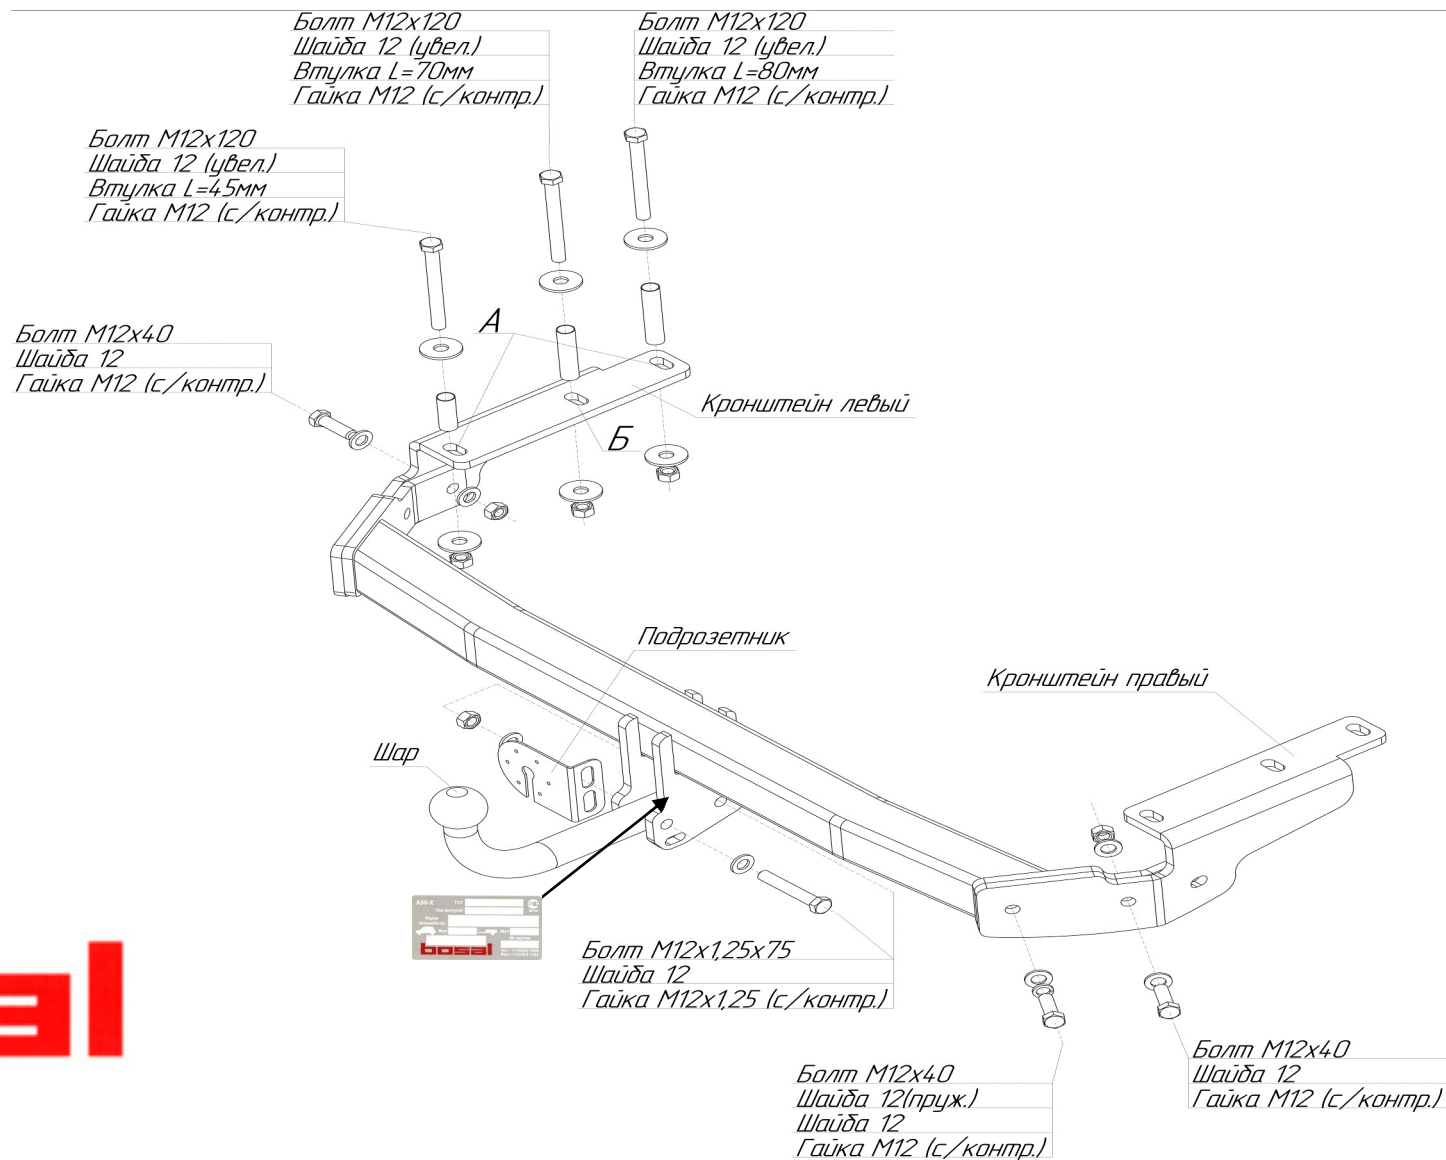 Болт М12х120
Шайба 12 (увел.)
Втулка L=70мм
Гайка М12 (с/контр.)
Болт М12х120
Шайба 12 (увел.)
Втулка L=80мм
Гайка М12 (с/контр.)
Болт М12х120
Шайба 12 (увел.)
Втулка L=45мм
Гайка М12 (с/контр.)
Болт М12х40
Шайба 12
Гайка М12 (с/контр.)
А
Кронштейн левый
Б
Подрозетник
Кронштейн правый
Шар
A50-X
ТСУ
bosal
Болт М12х1,25х75
Шайба 12
Гайка М12х1,25 (с/контр.)
al
Болт М12х40
Шайба 12(пруж.)
Шайба 12
Гайка М12 (с/контр.)
Болт М12х40
Шайба 12
Гайка М12 (с/контр.)